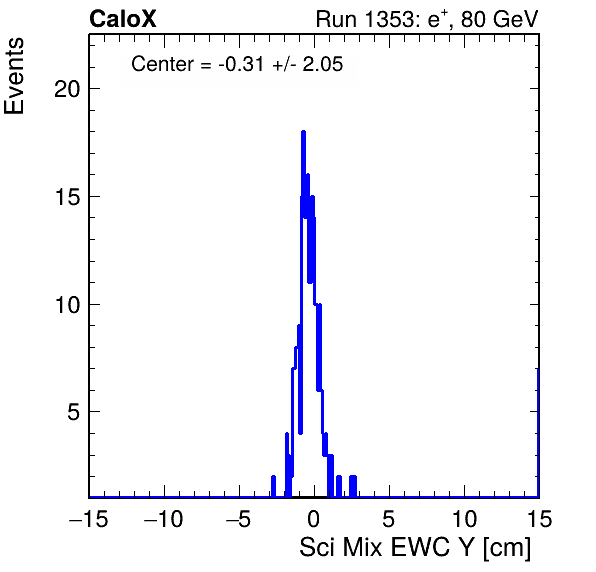 CaloX Run 1353: e⁺, 80 GeV
Center = -0.31 +/- 2.05
Events
20
15
10
5
−15 −10 −5 0 5 10 15
Sci Mix EWC Y [cm]